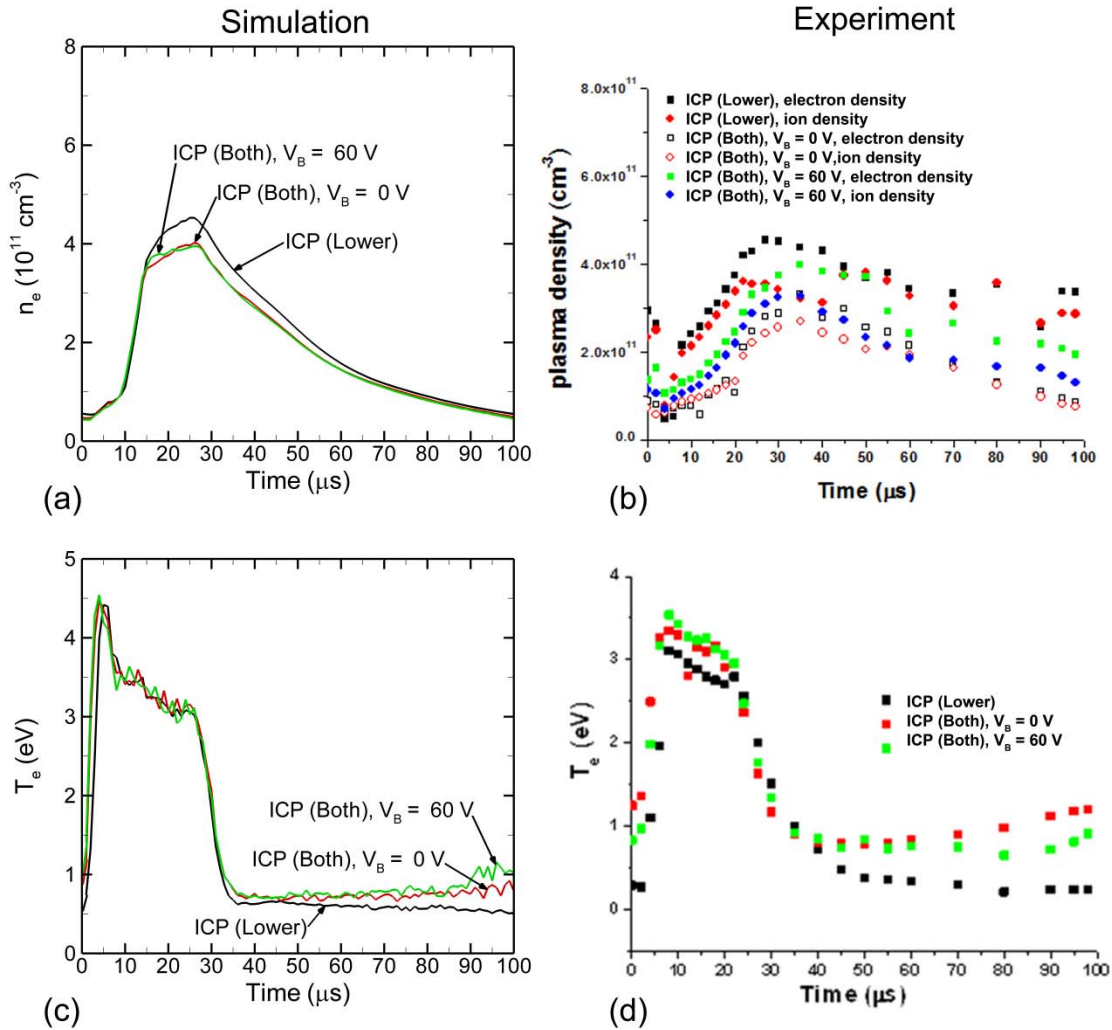 Simulation
Experiment
8
7
6
5
4
3
2
1
0
n_e (10^11 cm^-3)
ICP (Both), V_B = 60 V
ICP (Both), V_B = 0 V
ICP (Lower)
0 10 20 30 40 50 60 70 80 90 100
Time (μs)
(a)
8.0x10^11
6.0x10^11
4.0x10^11
2.0x10^11
0.0
plasma density (cm^-3)
ICP (Lower), electron density
ICP (Lower), ion density
ICP (Both), V_B = 0 V, electron density
ICP (Both), V_B = 0 V,ion density
ICP (Both), V_B = 60 V, electron density
ICP (Both), V_B = 60 V, ion density
0 10 20 30 40 50 60 70 80 90 100
Time (μs)
(b)
5
4
3
2
1
0
T_e (eV)
ICP (Both), V_B = 60 V
ICP (Both), V_B = 0 V
ICP (Lower)
0 10 20 30 40 50 60 70 80 90 100
Time (μs)
(c)
4
3
2
1
0
T_e (eV)
ICP (Lower)
ICP (Both), V_B = 0 V
ICP (Both), V_B = 60 V
0 10 20 30 40 50 60 70 80 90 100
Time (μs)
(d)